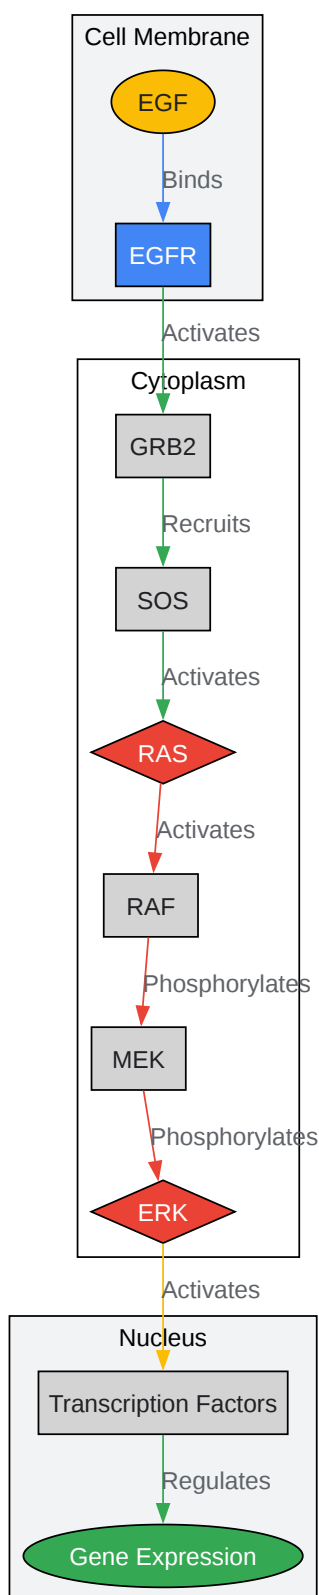 Cell Membrane
EGF
Binds
EGFR
Activates
Cytoplasm
GRB2
Recruits
SOS
Activates
RAS
Activates
RAF
Phosphorylates
MEK
Phosphorylates
ERK
Activates
Nucleus
Transcription Factors
Regulates
Gene Expression